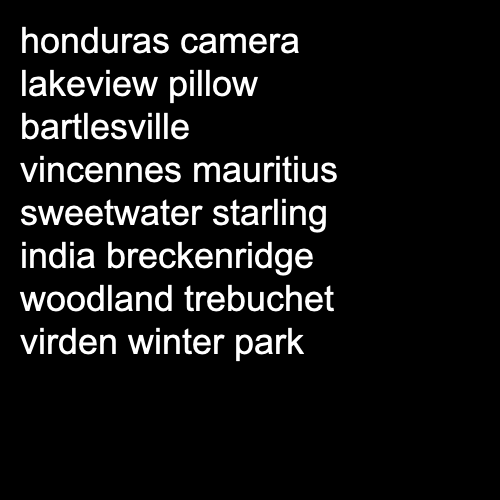 honduras camera
lakeview pillow
bartlesville
vincennes mauritius
sweetwater starling
india breckenridge
woodland trebuchet
virden winter park